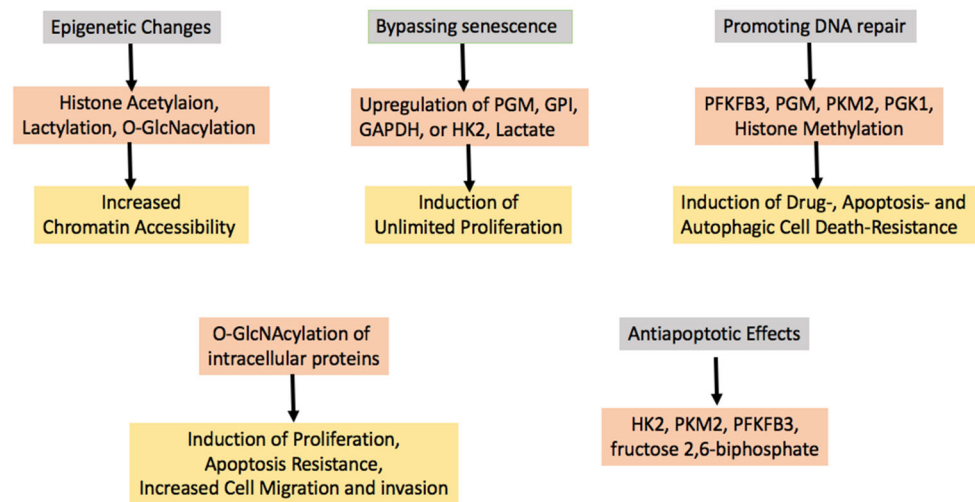 Epigenetic Changes
Histone Acetylaion,
Lactylation, O-GlcNacylation
Increased
Chromatin Accessibility
Bypassing senescence
Upregulation of PGM, GPI,
GAPDH, or HK2, Lactate
Induction of
Unlimited Proliferation
Promoting DNA repair
PFKFB3, PGM, PKM2, PGK1,
Histone Methylation
Induction of Drug-, Apoptosis- and
Autophagic Cell Death-Resistance
O-GlcNAcylation of
intracellular proteins
Induction of Proliferation,
Apoptosis Resistance,
Increased Cell Migration and invasion
Antiapoptotic Effects
HK2, PKM2, PFKFB3,
fructose 2,6-biphosphate